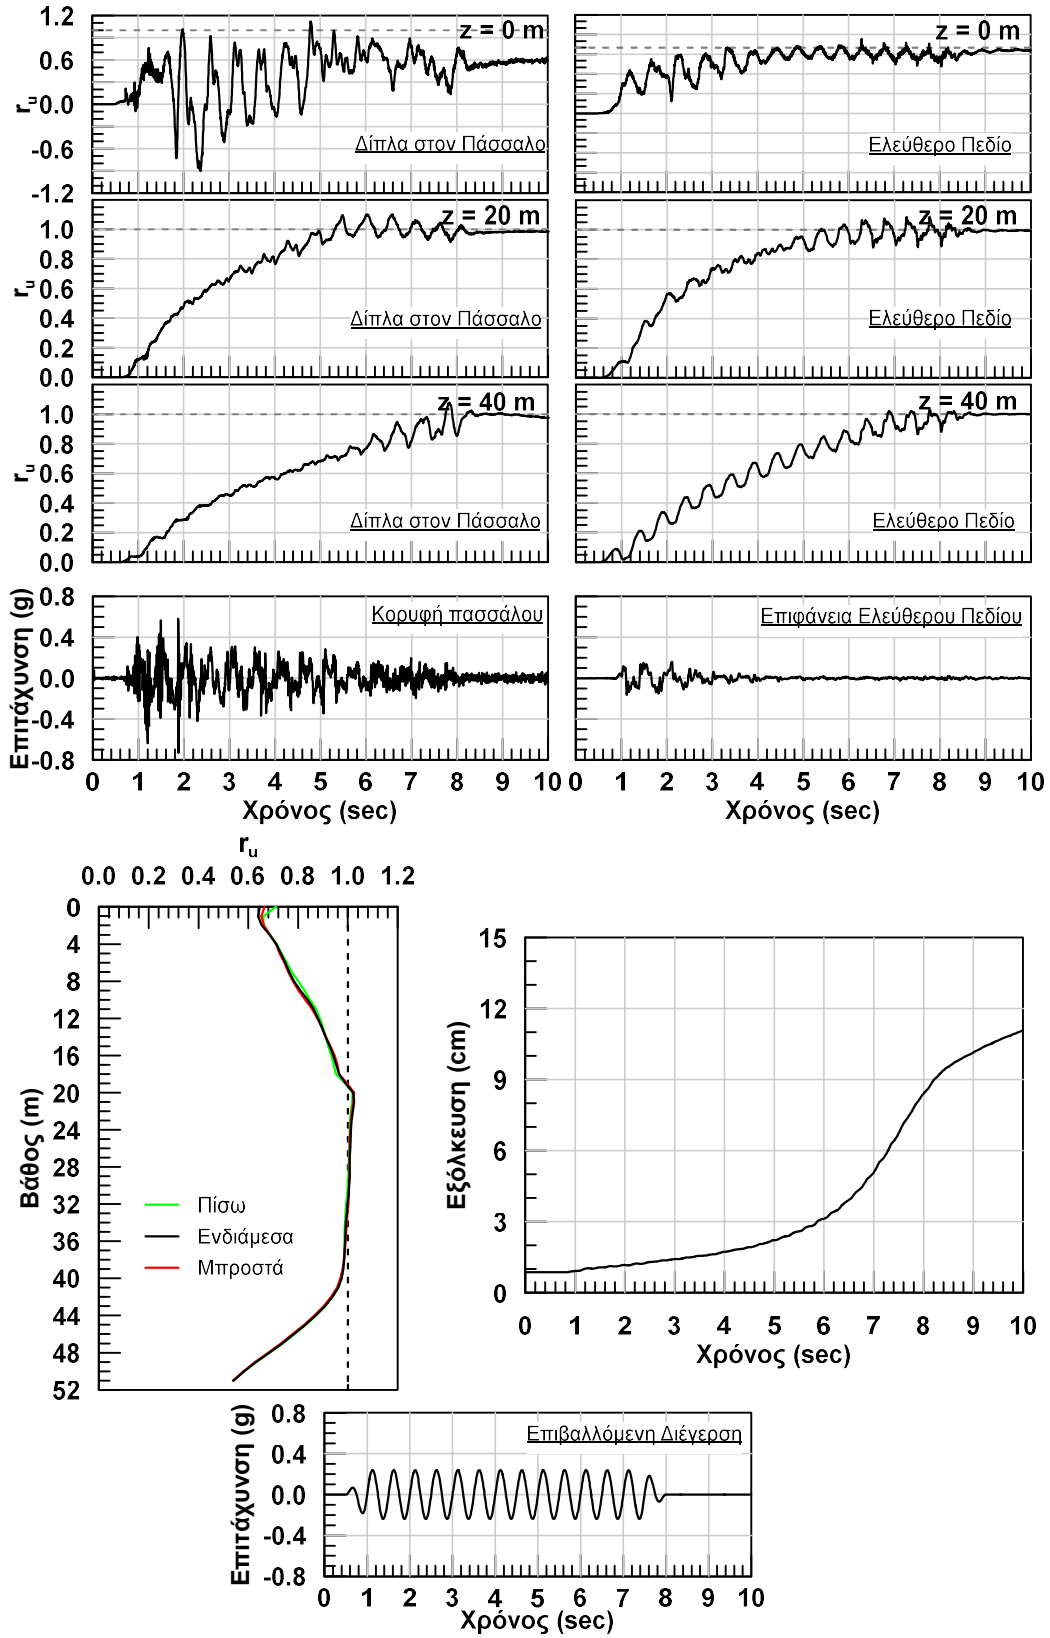 1.2
0.6
0.0
-0.6
-1.2
r_u
z = 0 m
Δίπλα στον Πάσσαλο
z = 0 m
Ελεύθερο Πεδίο
1.0
0.8
0.6
0.4
0.2
0.0
r_u
z = 20 m
Δίπλα στον Πάσσαλο
z = 20 m
Ελεύθερο Πεδίο
1.0
0.8
0.6
0.4
0.2
0.0
r_u
z = 40 m
Δίπλα στον Πάσσαλο
z = 40 m
Ελεύθερο Πεδίο
0.8
0.4
0.0
-0.4
-0.8
Επιτάχυνση (g)
Κορυφή πασσάλου
Επιφάνεια Ελεύθερου Πεδίου
0 1 2 3 4 5 6 7 8 9 10
0 1 2 3 4 5 6 7 8 9 10
Χρόνος (sec)
Χρόνος (sec)
r_u
0.0 0.2 0.4 0.6 0.8 1.0 1.2
0
4
8
12
16
20
24
28
32
36
40
44
48
52
Βάθος (m)
Πίσω
Ενδιάμεσα
Μπροστά
15
12
9
6
3
0
Εξόλκευση (cm)
0 1 2 3 4 5 6 7 8 9 10
Χρόνος (sec)
0.8
0.4
0.0
-0.4
-0.8
Επιτάχυνση (g)
Επιβαλλόμενη Διέγερση
0 1 2 3 4 5 6 7 8 9 10
Χρόνος (sec)